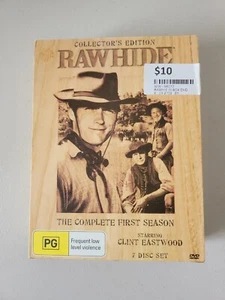 COLLECTOR'S EDITION
RAWHIDE
$10
THE COMPLETE FIRST SEASON
STARRING
CLINT EASTWOOD
7 DISC SET
PG
Frequent low
level violence
DVD